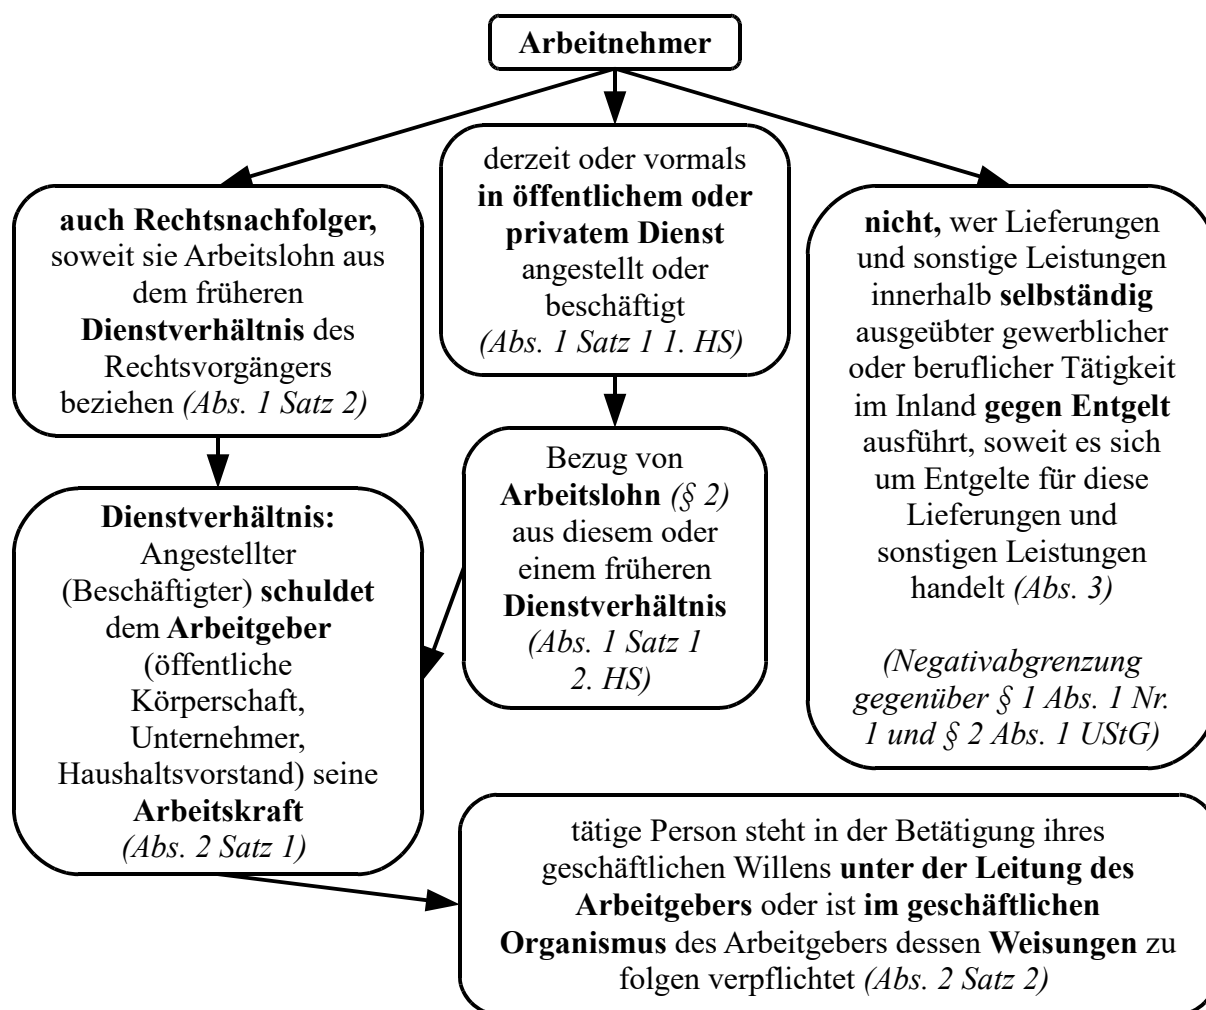 Arbeitnehmer
auch Rechtsnachfolger,
soweit sie Arbeitslohn aus
dem früheren
Dienstverhältnis des
Rechtsvorgängers
beziehen (Abs. 1 Satz 2)
derzeit oder vormals
in öffentlichem oder
privatem Dienst
angestellt oder
beschäftigt
(Abs. 1 Satz 1 1. HS)
nicht, wer Lieferungen
und sonstige Leistungen
innerhalb selbständig
ausgeübter gewerblicher
oder beruflicher Tätigkeit
im Inland gegen Entgelt
ausführt, soweit es sich
um Entgelte für diese
Lieferungen und
sonstigen Leistungen
handelt (Abs. 3)
(Negativabgrenzung
gegenüber § 1 Abs. 1 Nr.
1 und § 2 Abs. 1 UStG)
Dienstverhältnis:
Angestellter
(Beschäftigter) schuldet
dem Arbeitgeber
(öffentliche
Körperschaft,
Unternehmer,
Haushaltsvorstand) seine
Arbeitskraft
(Abs. 2 Satz 1)
Bezug von
Arbeitslohn (§ 2)
aus diesem oder
einem früheren
Dienstverhältnis
(Abs. 1 Satz 1
2. HS)
tätige Person steht in der Betätigung ihres
geschäftlichen Willens unter der Leitung des
Arbeitgebers oder ist im geschäftlichen
Organismus des Arbeitgebers dessen Weisungen zu
folgen verpflichtet (Abs. 2 Satz 2)